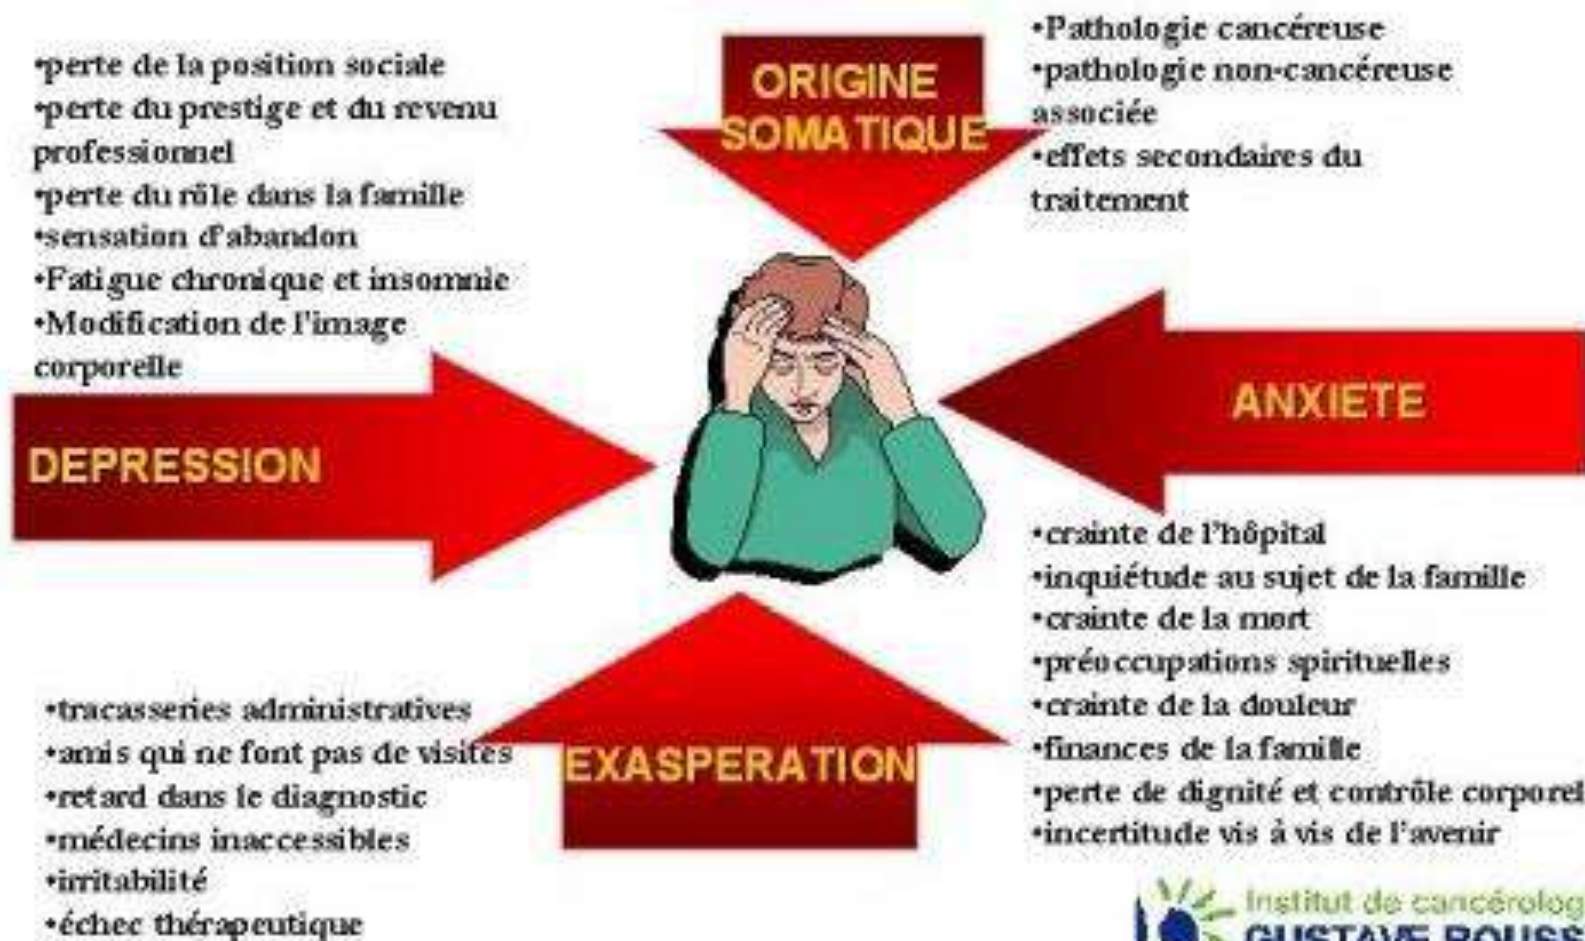 •perte de la position sociale
•perte du prestige et du revenu
professionnel
•perte du rôle dans la famille
•sensation d'abandon
•Fatigue chronique et insomnie
•Modification de l'image
corporelle
ORIGINE
SOMATIQUE
•Pathologie cancéreuse
•pathologie non-cancéreuse
associée
•effets secondaires du
traitement
DEPRESSION
ANXIETE
•crainte de l'hôpital
•inquiétude au sujet de la famille
•crainte de la mort
•préoccupations spirituelles
•crainte de la douleur
•finances de la famille
•perte de dignité et contrôle corporel
•incertitude vis à vis de l'avenir
EXASPERATION
•tracasseries administratives
•amis qui ne font pas de visites
•retard dans le diagnostic
•médecins inaccessibles
•irritabilité
•échec thérapeutique
Institut de cancérolog
GUSTAVE ROUSS